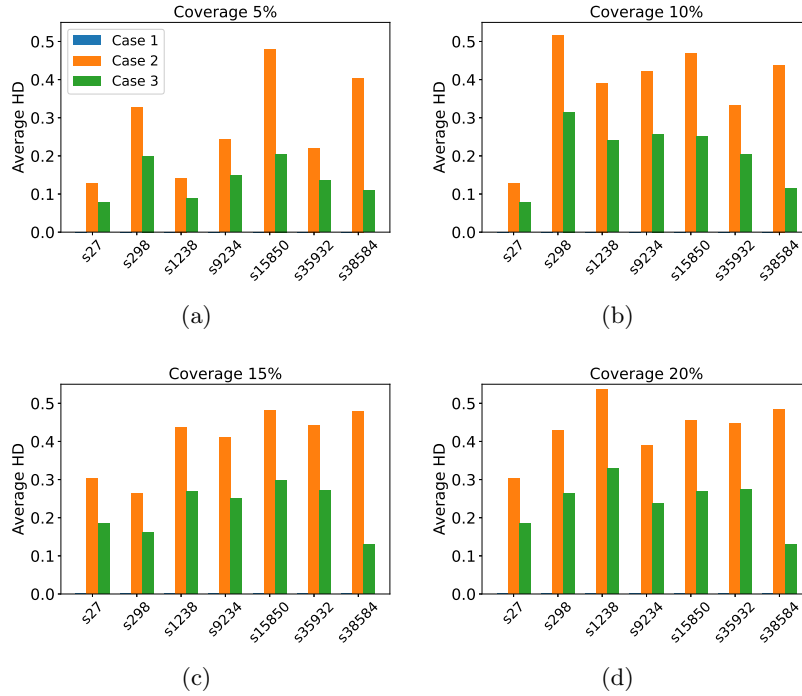 Coverage 5%
Average HD
0.5
0.4
0.3
0.2
0.1
0.0
Case 1
Case 2
Case 3
s27
s298
s1238
s9234
s15850
s35932
s38584
(a)
Coverage 10%
Average HD
0.5
0.4
0.3
0.2
0.1
0.0
s27
s298
s1238
s9234
s15850
s35932
s38584
(b)
Coverage 15%
Average HD
0.5
0.4
0.3
0.2
0.1
0.0
s27
s298
s1238
s9234
s15850
s35932
s38584
(c)
Coverage 20%
Average HD
0.5
0.4
0.3
0.2
0.1
0.0
s27
s298
s1238
s9234
s15850
s35932
s38584
(d)